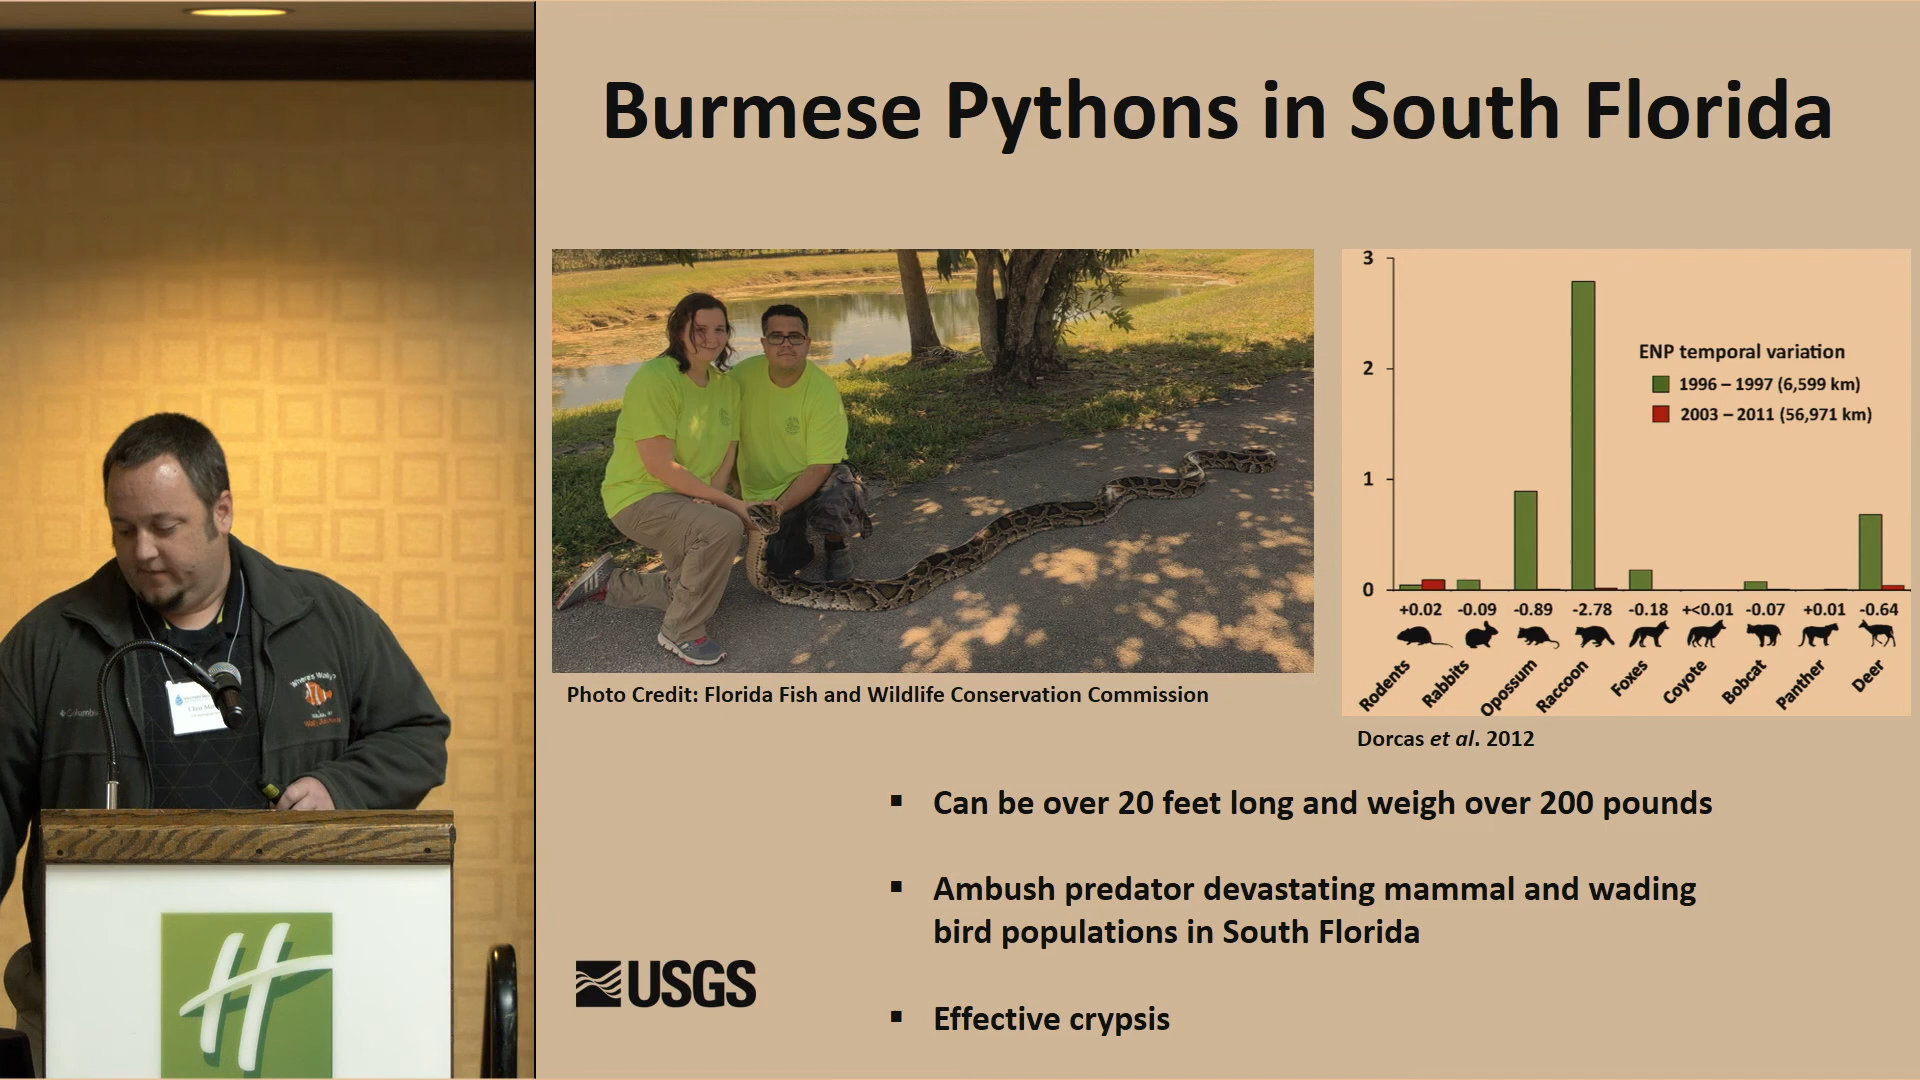 Burmese Pythons in South Florida
3
2
1
0
ENP temporal variation
1996 – 1997 (6,599 km)
2003 – 2011 (56,971 km)
+0.02 -0.09 -0.89 -2.78 -0.18 +<0.01 -0.07 +0.01 -0.64
Rodents Rabbits Opossum Raccoon Foxes Coyote Bobcat Panther Deer
Photo Credit: Florida Fish and Wildlife Conservation Commission
Dorcas et al. 2012
▪ Can be over 20 feet long and weigh over 200 pounds
▪ Ambush predator devastating mammal and wading
bird populations in South Florida
▪ Effective crypsis
USGS
Columbia
Where's Wally?
H